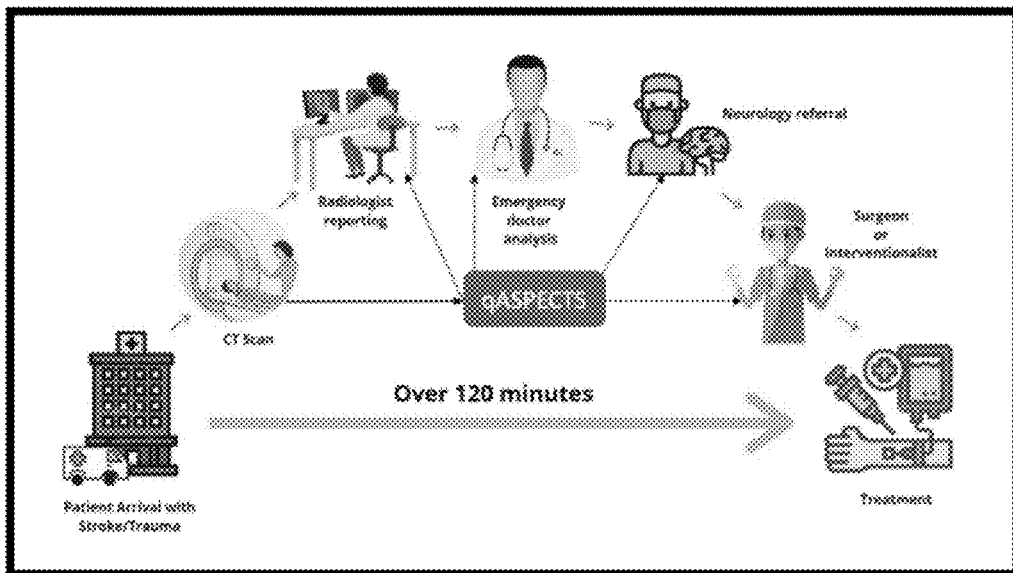 Neurology referral
Radiologist
reporting
Emergency
doctor
analysis
Surgeon
or
Interventionalist
qASPECTS
CT Scan
Over 120 minutes
Patient Arrival with
Stroke/Trauma
Treatment